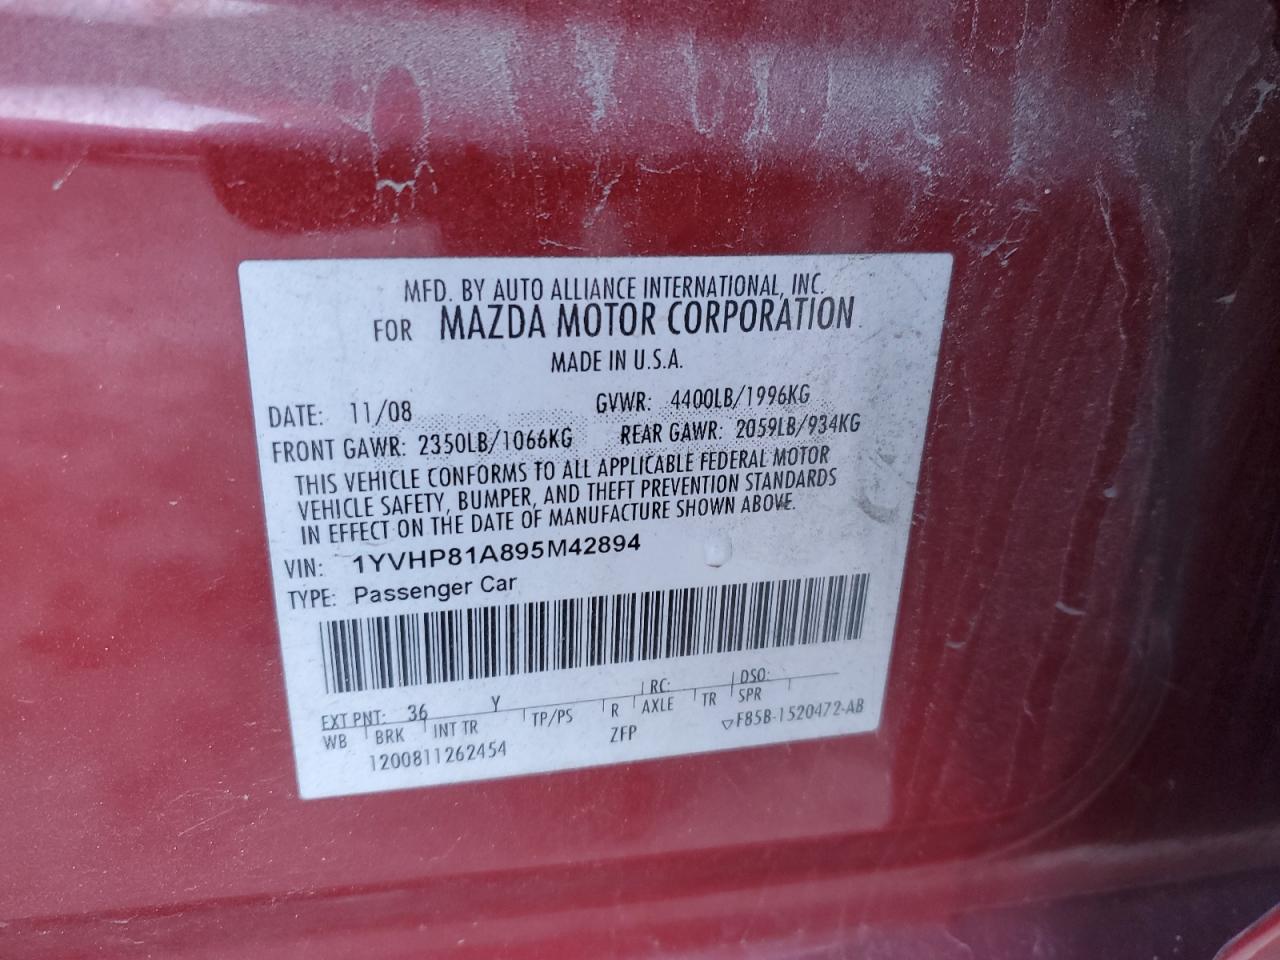 MFD. BY AUTO ALLIANCE INTERNATIONAL, INC.
FOR MAZDA MOTOR CORPORATION
MADE IN U.S.A.
DATE: 11/08 GVWR: 4400LB/1996KG
FRONT GAWR: 2350LB/1066KG REAR GAWR: 2059LB/934KG
THIS VEHICLE CONFORMS TO ALL APPLICABLE FEDERAL MOTOR
VEHICLE SAFETY, BUMPER, AND THEFT PREVENTION STANDARDS
IN EFFECT ON THE DATE OF MANUFACTURE SHOWN ABOVE.
VIN: 1YVHP81A895M42894
TYPE: Passenger Car
EXT PNT: 36 Y RC: DSO:
WB BRK INT TR TP/PS R AXLE TR SPR
1200811262454 ZFP ▽F85B-1520472-AB